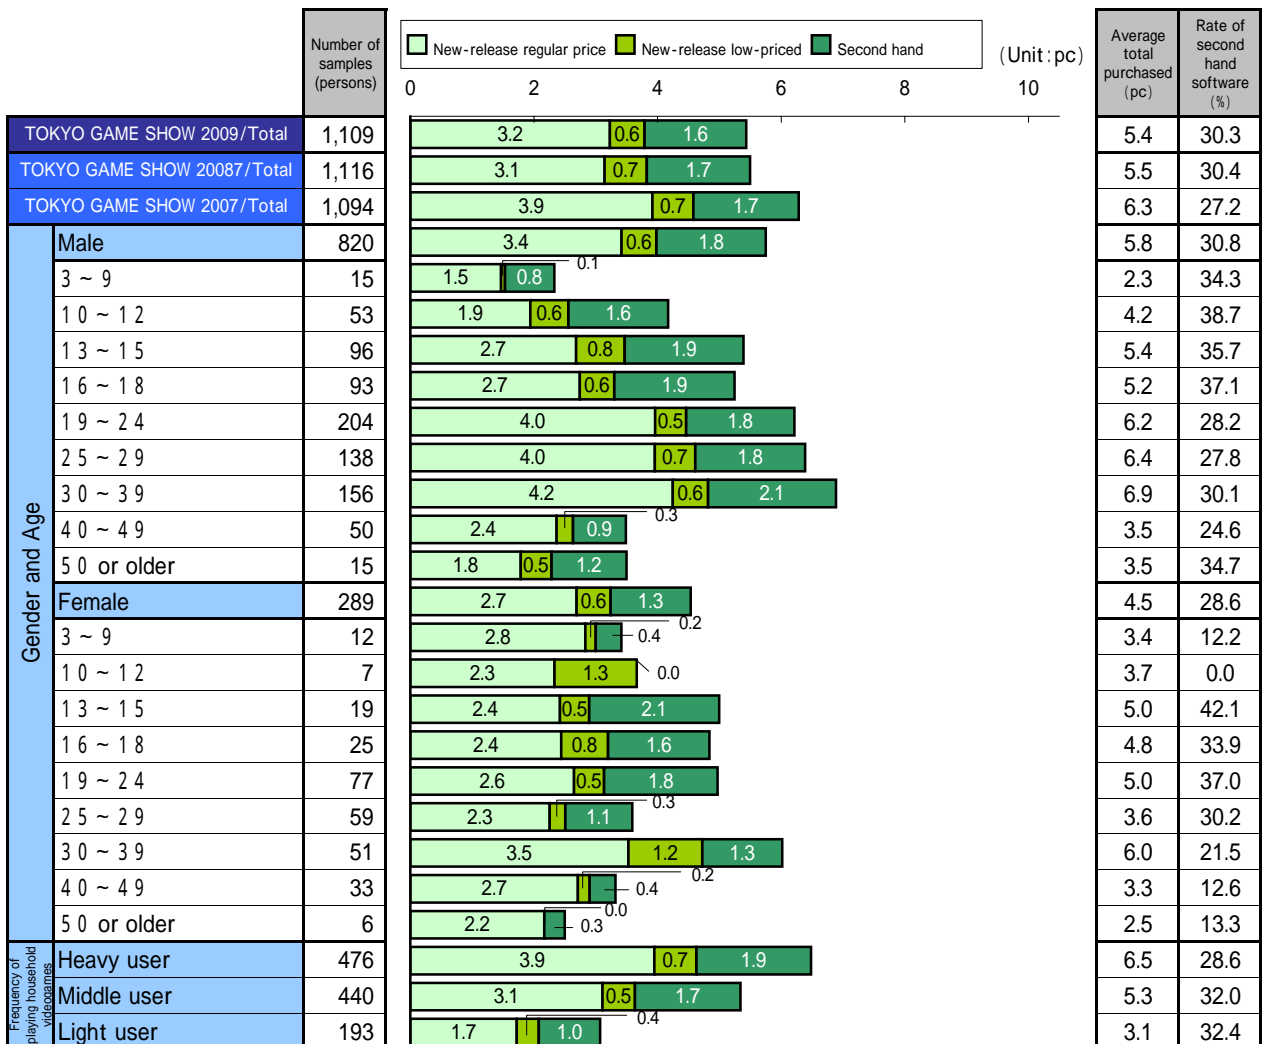 Number of samples (persons)
New-release regular price New-release low-priced Second hand
(Unit:pc)
Average total purchased (pc)
Rate of second hand software (%)
0 2 4 6 8 10
TOKYO GAME SHOW 2009/Total 1,109 3.2 0.6 1.6 5.4 30.3
TOKYO GAME SHOW 20087/Total 1,116 3.1 0.7 1.7 5.5 30.4
TOKYO GAME SHOW 2007/Total 1,094 3.9 0.7 1.7 6.3 27.2
Gender and Age
Male 820 3.4 0.6 1.8 5.8 30.8
3 ~ 9 15 1.5 0.1 0.8 2.3 34.3
10 ~ 12 53 1.9 0.6 1.6 4.2 38.7
13 ~ 15 96 2.7 0.8 1.9 5.4 35.7
16 ~ 18 93 2.7 0.6 1.9 5.2 37.1
19 ~ 24 204 4.0 0.5 1.8 6.2 28.2
25 ~ 29 138 4.0 0.7 1.8 6.4 27.8
30 ~ 39 156 4.2 0.6 2.1 6.9 30.1
40 ~ 49 50 2.4 0.3 0.9 3.5 24.6
50 or older 15 1.8 0.5 1.2 3.5 34.7
Female 289 2.7 0.6 1.3 4.5 28.6
3 ~ 9 12 2.8 0.2 0.4 3.4 12.2
10 ~ 12 7 2.3 1.3 0.0 3.7 0.0
13 ~ 15 19 2.4 0.5 2.1 5.0 42.1
16 ~ 18 25 2.4 0.8 1.6 4.8 33.9
19 ~ 24 77 2.6 0.5 1.8 5.0 37.0
25 ~ 29 59 2.3 0.3 1.1 3.6 30.2
30 ~ 39 51 3.5 1.2 1.3 6.0 21.5
40 ~ 49 33 2.7 0.2 0.4 3.3 12.6
50 or older 6 2.2 0.0 0.3 2.5 13.3
Frequency of playing household videogames
Heavy user 476 3.9 0.7 1.9 6.5 28.6
Middle user 440 3.1 0.5 1.7 5.3 32.0
Light user 193 1.7 0.4 1.0 3.1 32.4